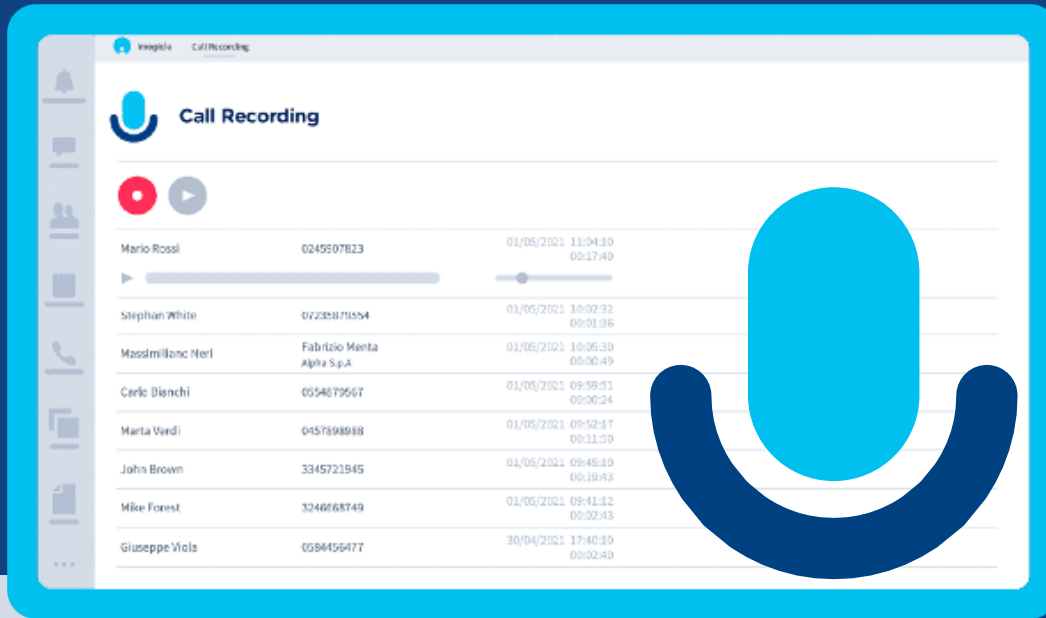 Imagicle Call Recording
Call Recording
Mario Rossi 0245907823 01/05/2021 11:04:10
00:17:40
Stephan White 01/05/2021 10:02:32
00:01:36
Massimiliano Neri Fabrizio Menta 01/05/2021 10:05:30
Alpha S.p.A 00:00:49
Carlo Bianchi 0554879567 01/05/2021 09:59:51
00:00:24
Marta Verdi 0457898988 01/05/2021 09:52:17
00:11:50
John Brown 3345721945 01/05/2021 09:45:10
00:19:43
Mike Forest 3246868749 01/05/2021 09:41:12
00:02:43
Giuseppe Viola 0584456477 30/04/2021 17:40:10
00:02:40